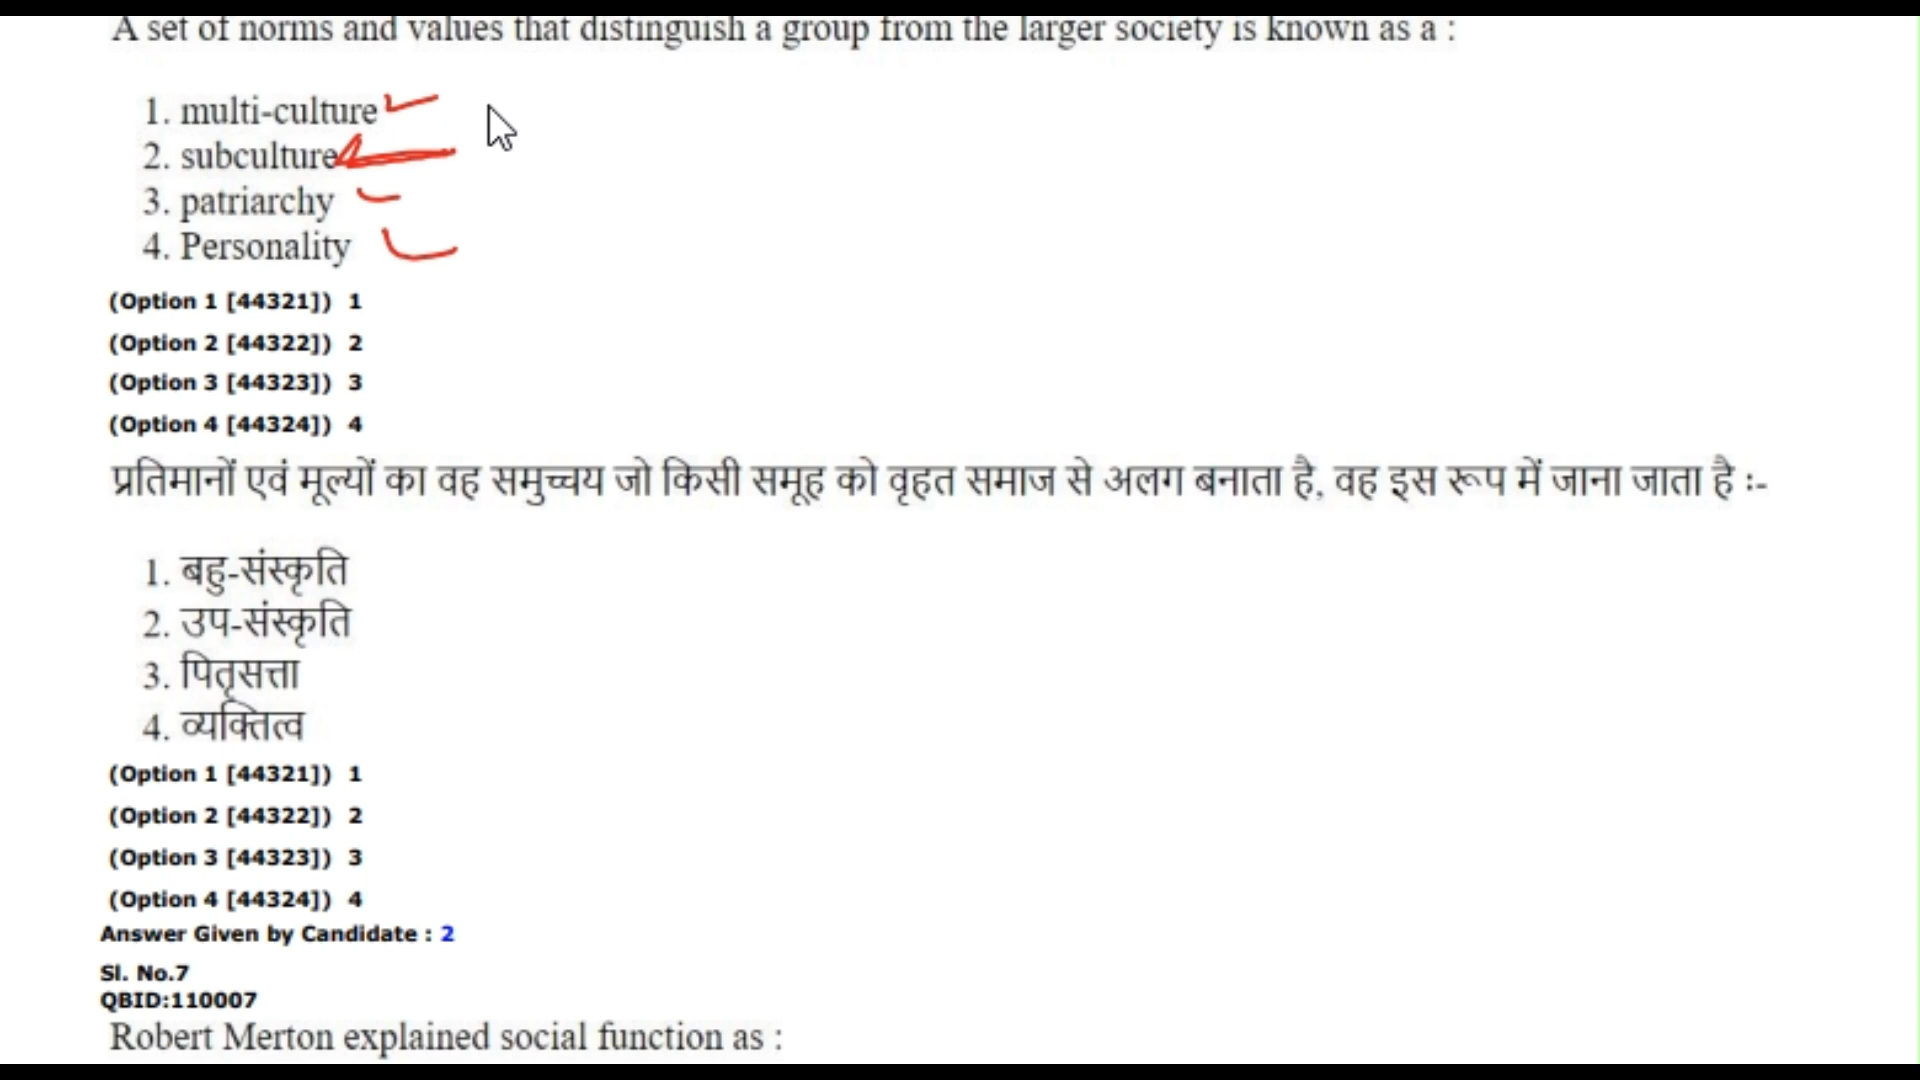 A set of norms and values that distinguish a group from the larger society is known as a :
1. multi-culture
2. subculture
3. patriarchy
4. Personality
(Option 1 [44321]) 1
(Option 2 [44322]) 2
(Option 3 [44323]) 3
(Option 4 [44324]) 4
प्रतिमानों एवं मूल्यों का वह समुच्चय जो किसी समूह को वृहत समाज से अलग बनाता है, वह इस रूप में जाना जाता है :-
1. बहु-संस्कृति
2. उप-संस्कृति
3. पितृसत्ता
4. व्यक्तित्व
(Option 1 [44321]) 1
(Option 2 [44322]) 2
(Option 3 [44323]) 3
(Option 4 [44324]) 4
Answer Given by Candidate : 2
Sl. No.7
QBID:110007
Robert Merton explained social function as :